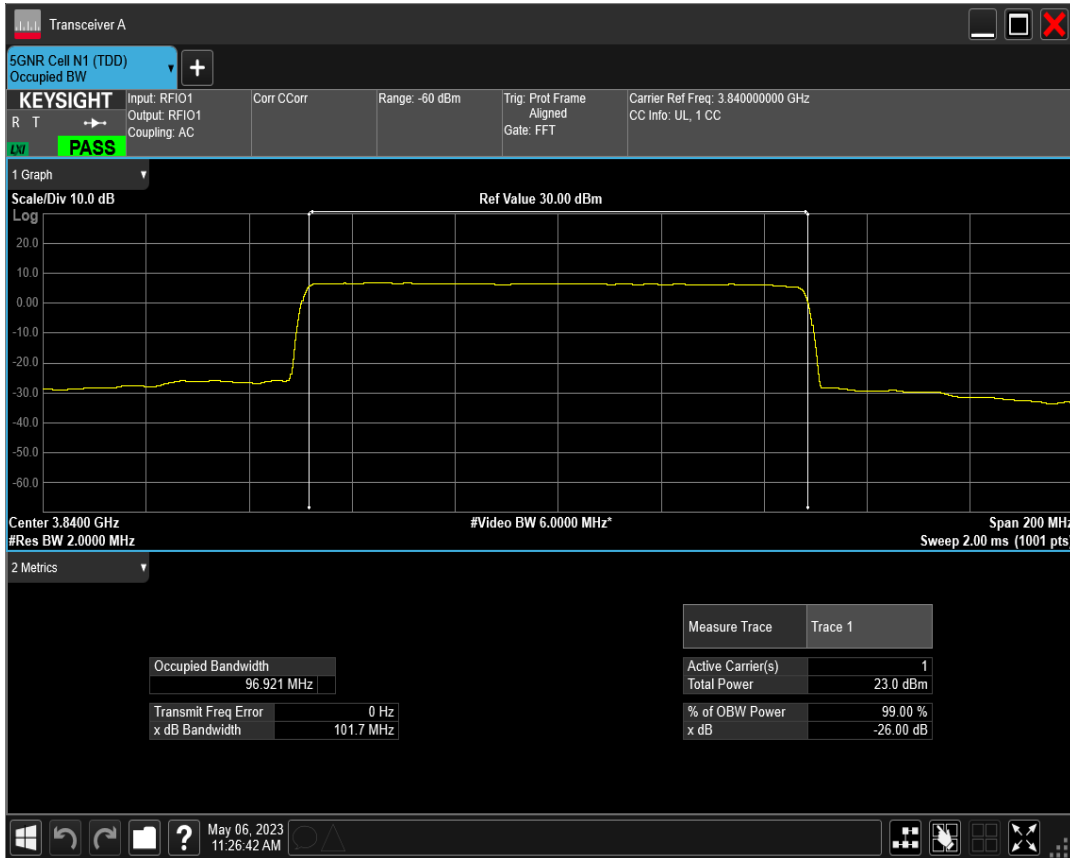 Transceiver A
5GNR Cell N1 (TDD)
Occupied BW
+
KEYSIGHT
R T
LXI
PASS
Input: RFIO1
Output: RFIO1
Coupling: AC
Corr CCorr
Range: -60 dBm
Trig: Prot Frame
Aligned
Gate: FFT
Carrier Ref Freq: 3.840000000 GHz
CC Info: UL, 1 CC
1 Graph
Scale/Div 10.0 dB
Ref Value 30.00 dBm
Log
20.0
10.0
0.00
-10.0
-20.0
-30.0
-40.0
-50.0
-60.0
Center 3.8400 GHz
#Video BW 6.0000 MHz*
Span 200 MHz
#Res BW 2.0000 MHz
Sweep 2.00 ms (1001 pts)
2 Metrics
Measure Trace Trace 1
Occupied Bandwidth
96.921 MHz
Active Carrier(s) 1
Total Power 23.0 dBm
Transmit Freq Error 0 Hz
x dB Bandwidth 101.7 MHz
% of OBW Power 99.00 %
x dB -26.00 dB
?
May 06, 2023
11:26:42 AM